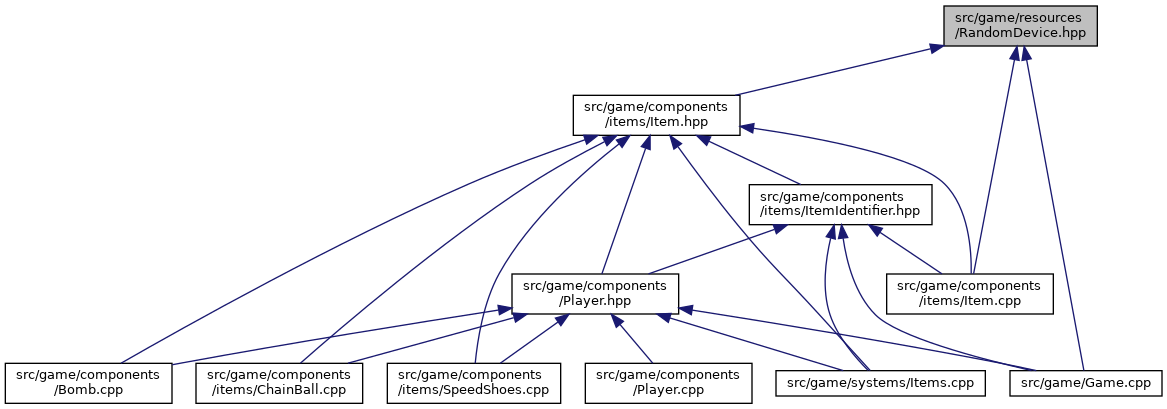 src/game/resources
/RandomDevice.hpp
src/game/components
/items/Item.hpp
src/game/components
/items/ItemIdentifier.hpp
src/game/components
/Player.hpp
src/game/components
/items/Item.cpp
src/game/components
/Bomb.cpp
src/game/components
/items/ChainBall.cpp
src/game/components
/items/SpeedShoes.cpp
src/game/components
/Player.cpp
src/game/systems/Items.cpp
src/game/Game.cpp